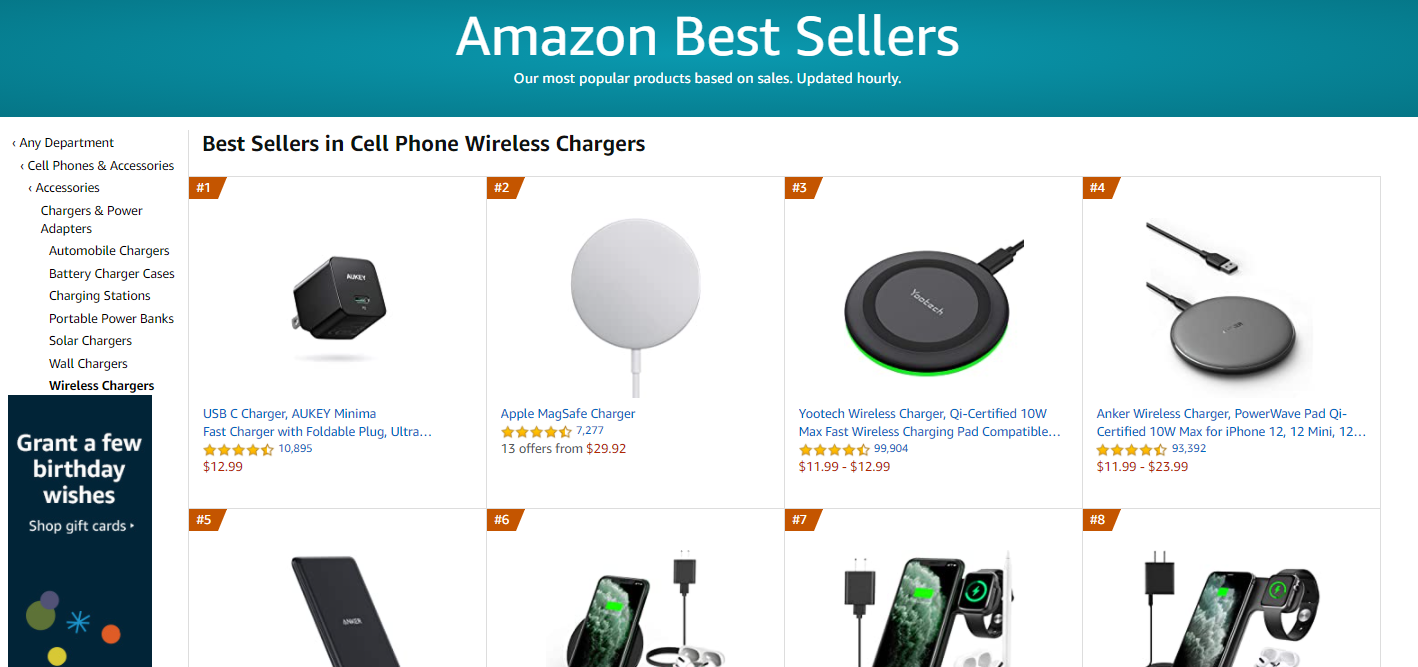 Amazon Best Sellers
Our most popular products based on sales. Updated hourly.
‹ Any Department
‹ Cell Phones & Accessories
‹ Accessories
Chargers & Power
Adapters
Automobile Chargers
Battery Charger Cases
Charging Stations
Portable Power Banks
Solar Chargers
Wall Chargers
Wireless Chargers
Grant a few
birthday
wishes
Shop gift cards ▸
Best Sellers in Cell Phone Wireless Chargers
#1
AUKEY
USB C Charger, AUKEY Minima
Fast Charger with Foldable Plug, Ultra…
10,895
$12.99
#2
Apple MagSafe Charger
7,277
13 offers from $29.92
#3
Yootech
Yootech Wireless Charger, Qi-Certified 10W
Max Fast Wireless Charging Pad Compatible…
99,904
$11.99 - $12.99
#4
Anker Wireless Charger, PowerWave Pad Qi-
Certified 10W Max for iPhone 12, 12 Mini, 12…
93,392
$11.99 - $23.99
#5
ANKER
#6
#7
#8